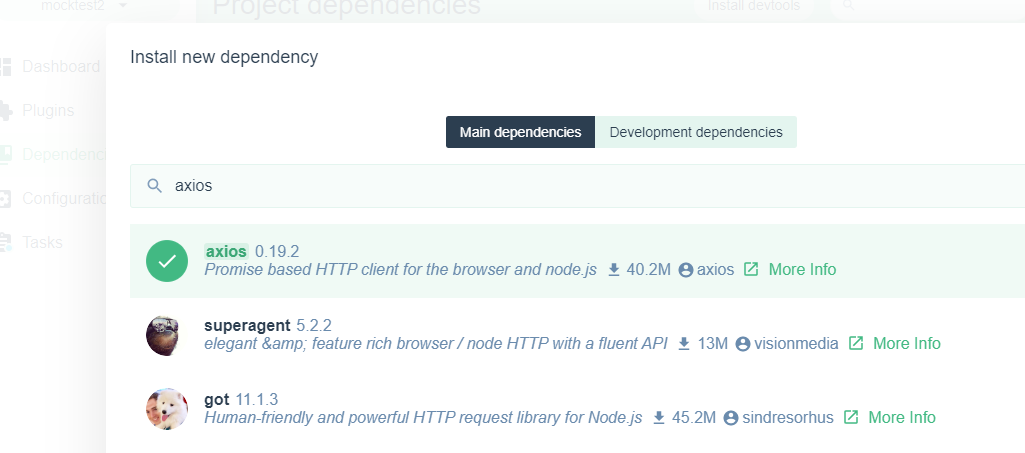 mocktest2
Project dependencies
Install devtools
Dashboard
Plugins
Dependenc
Configuratio
Tasks
Install new dependency
Main dependencies
Development dependencies
axios
axios 0.19.2
Promise based HTTP client for the browser and node.js 40.2M axios More Info
superagent 5.2.2
elegant &amp; feature rich browser / node HTTP with a fluent API 13M visionmedia More Info
got 11.1.3
Human-friendly and powerful HTTP request library for Node.js 45.2M sindresorhus More Info